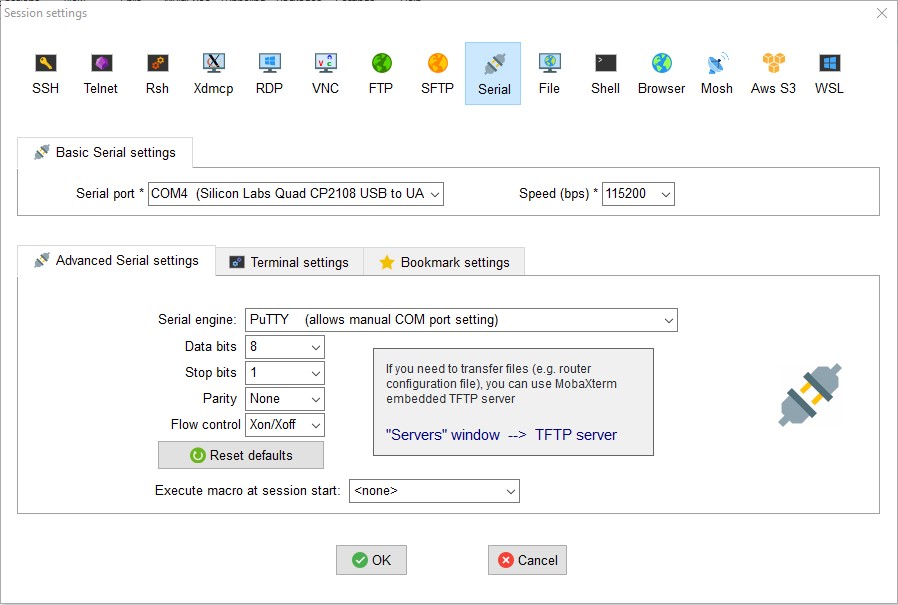 Session settings
SSH Telnet Rsh Xdmcp RDP VNC FTP SFTP Serial File Shell Browser Mosh Aws S3 WSL
Basic Serial settings
Serial port * COM4 (Silicon Labs Quad CP2108 USB to UA Speed (bps) * 115200
Advanced Serial settings Terminal settings Bookmark settings
Serial engine: PuTTY (allows manual COM port setting)
Data bits 8
Stop bits 1
Parity None
Flow control Xon/Xoff
Reset defaults
If you need to transfer files (e.g. router
configuration file), you can use MobaXterm
embedded TFTP server
"Servers" window --> TFTP server
Execute macro at session start: <none>
OK Cancel